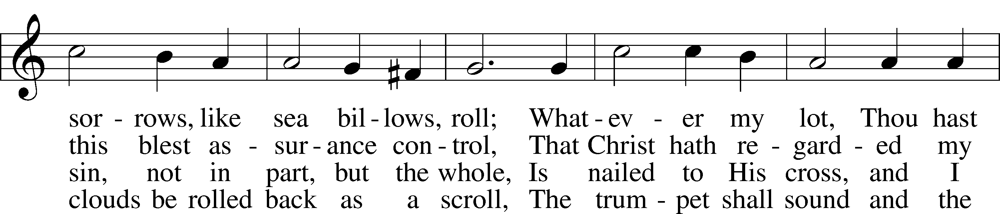 sor - rows, like sea bil - lows, roll; What - ev - er my lot, Thou hast
this blest as - sur - ance con - trol, That Christ hath re - gard - ed my
sin, not in part, but the whole, Is nailed to His cross, and I
clouds be rolled back as a scroll, The trum - pet shall sound and the